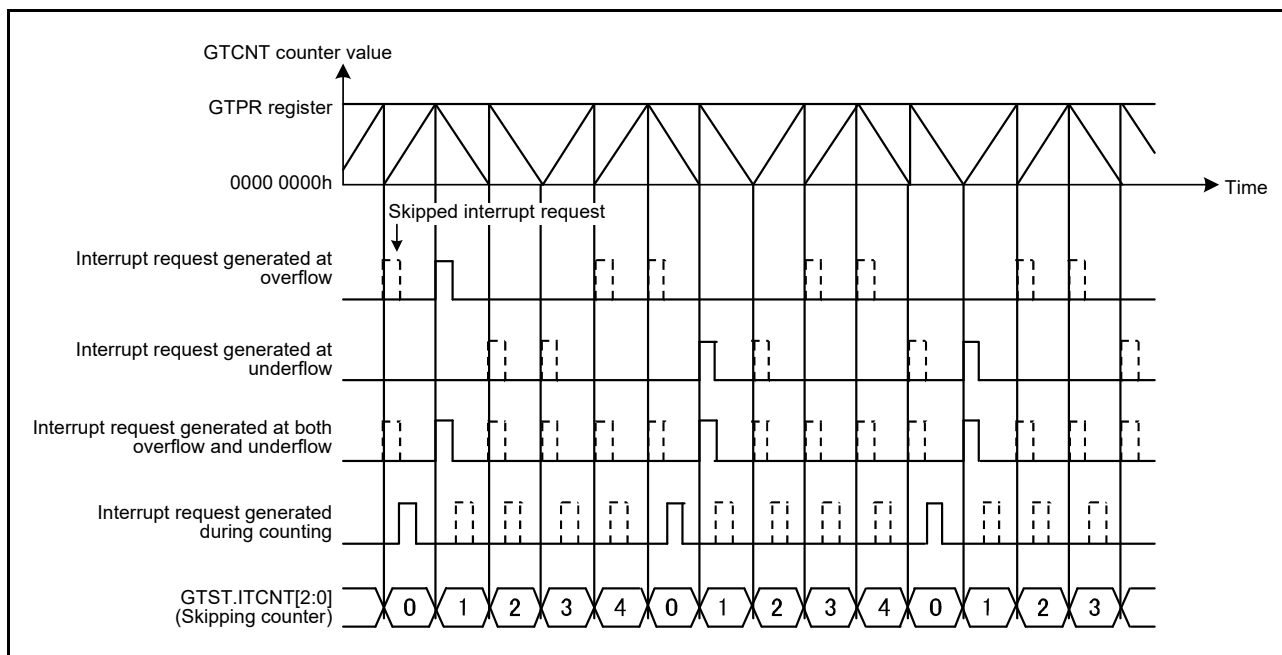 GTCNT counter value
GTPR register
0000 0000h
Time
Skipped interrupt request
Interrupt request generated at
overflow
Interrupt request generated at
underflow
Interrupt request generated at both
overflow and underflow
Interrupt request generated
during counting
GTST.ITCNT[2:0]
(Skipping counter)
0 1 2 3 4 0 1 2 3 4 0 1 2 3